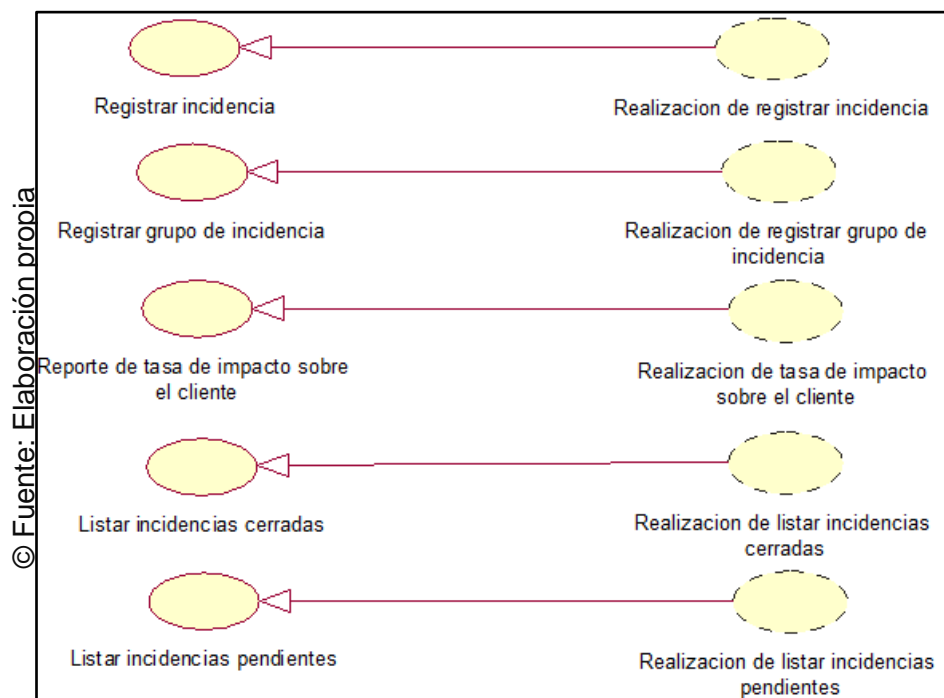 Registrar incidencia
Realizacion de registrar incidencia
Registrar grupo de incidencia
Realizacion de registrar grupo de
incidencia
Reporte de tasa de impacto sobre
el cliente
Realizacion de tasa de impacto
sobre el cliente
Listar incidencias cerradas
Realizacion de listar incidencias
cerradas
Listar incidencias pendientes
Realizacion de listar incidencias
pendientes
© Fuente: Elaboración propia